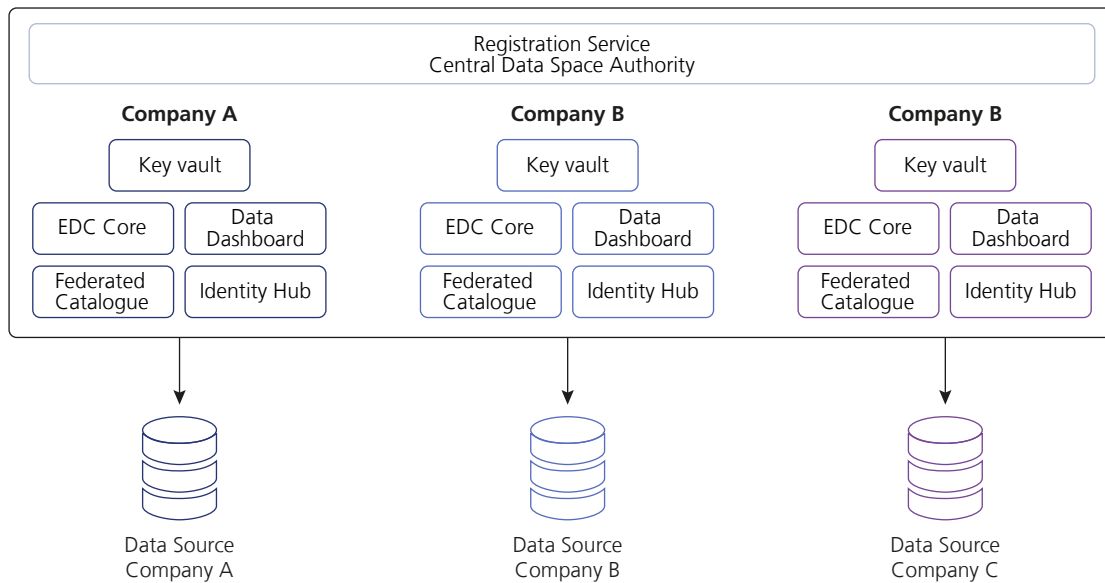 Registration Service
Central Data Space Authority
Company A
Key vault
EDC Core
Data
Dashboard
Federated
Catalogue
Identity Hub
Company B
Key vault
EDC Core
Data
Dashboard
Federated
Catalogue
Identity Hub
Company B
Key vault
EDC Core
Data
Dashboard
Federated
Catalogue
Identity Hub
Data Source
Company A
Data Source
Company B
Data Source
Company C